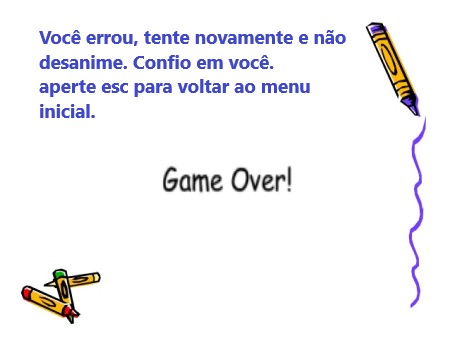 Você errou, tente novamente e não
desanime. Confio em você.
aperte esc para voltar ao menu
inicial.
Game Over!